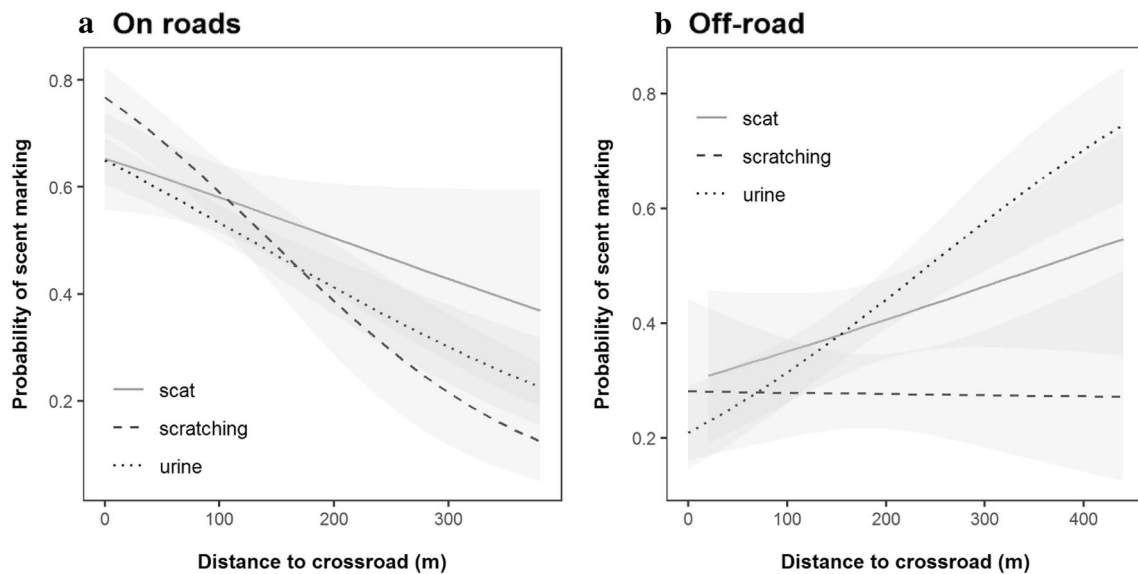 a On roads
Probability of scent marking
0.8
0.6
0.4
0.2
scat
scratching
urine
0 100 200 300
Distance to crossroad (m)
b Off-road
Probability of scent marking
0.8
0.6
0.4
0.2
scat
scratching
urine
0 100 200 300 400
Distance to crossroad (m)